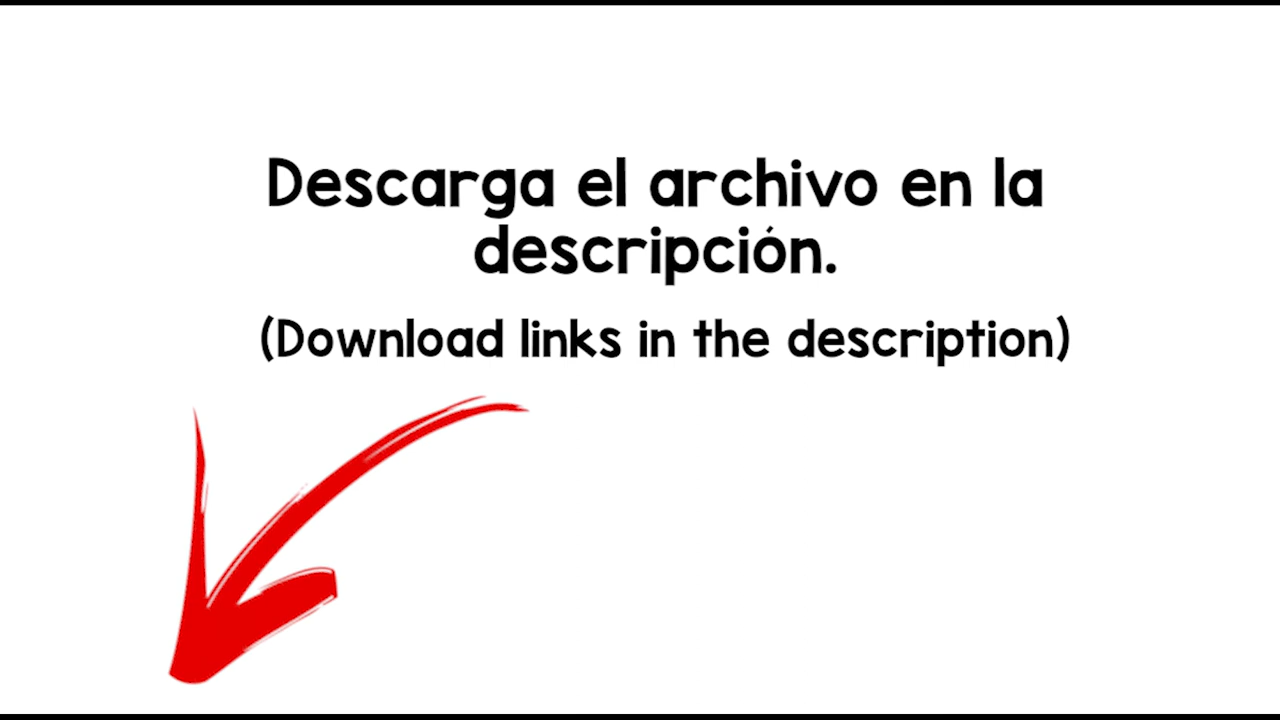 Descarga el archivo en la
descripción.
(Download links in the description)